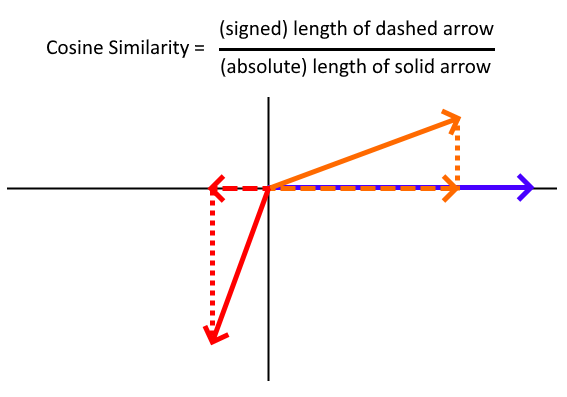 (signed) length of dashed arrow
Cosine Similarity =
(absolute) length of solid arrow